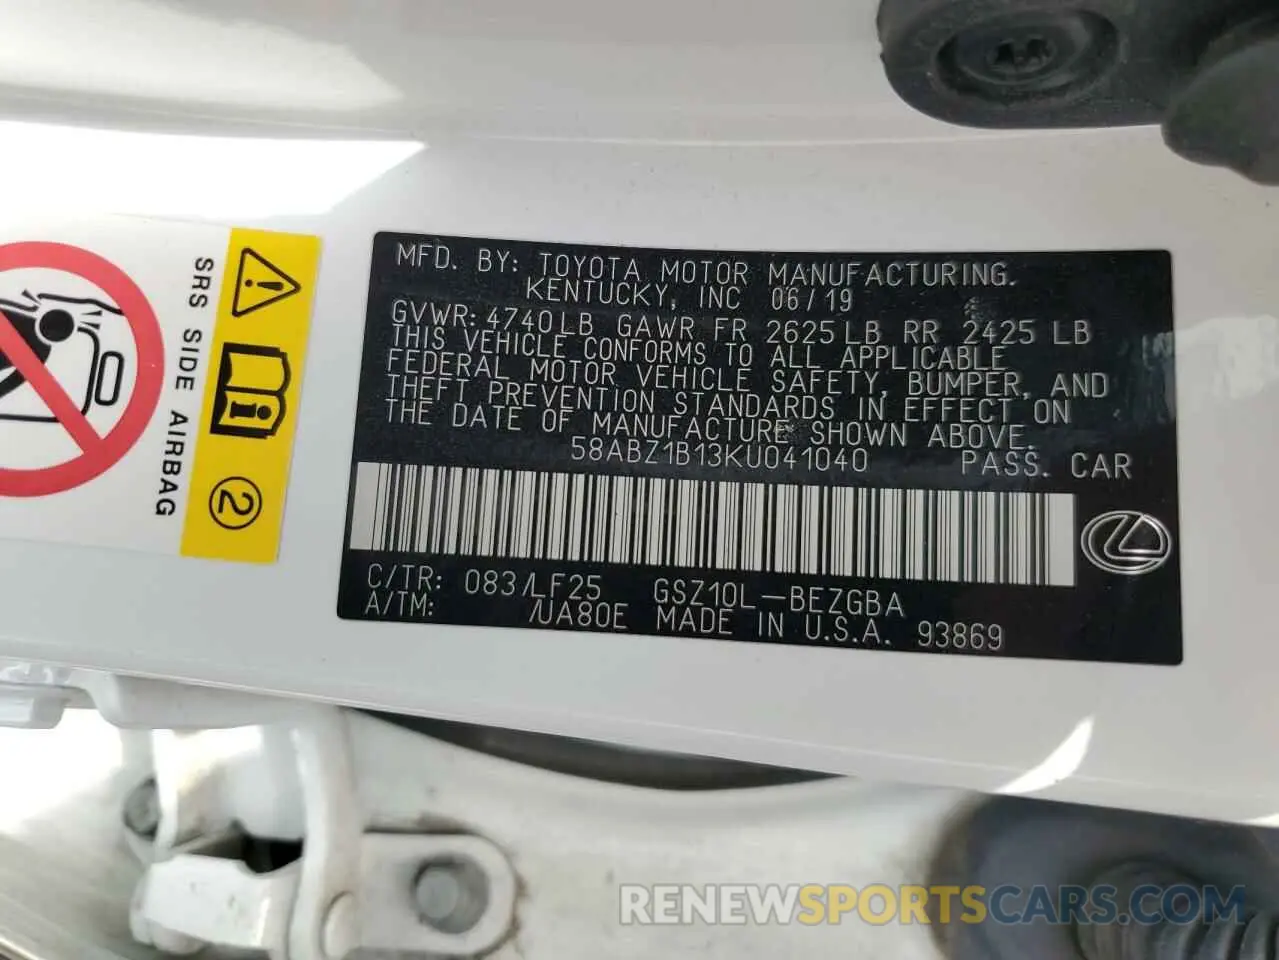 MFD. BY: TOYOTA MOTOR MANUFACTURING.
KENTUCKY, INC 06/19
GVWR: 4740LB GAWR FR 2625LB RR 2425LB
THIS VEHICLE CONFORMS TO ALL APPLICABLE
FEDERAL MOTOR VEHICLE SAFETY, BUMPER, AND
THEFT PREVENTION STANDARDS IN EFFECT ON
THE DATE OF MANUFACTURE SHOWN ABOVE.
58ABZ1B13KU041040 PASS. CAR
C/TR: 083/LF25 GSZ10L-BEZGBA
A/TM: /UA80E MADE IN U.S.A. 93869
SRS SIDE AIRBAG
2
RENEWSPORTSCARS.COM